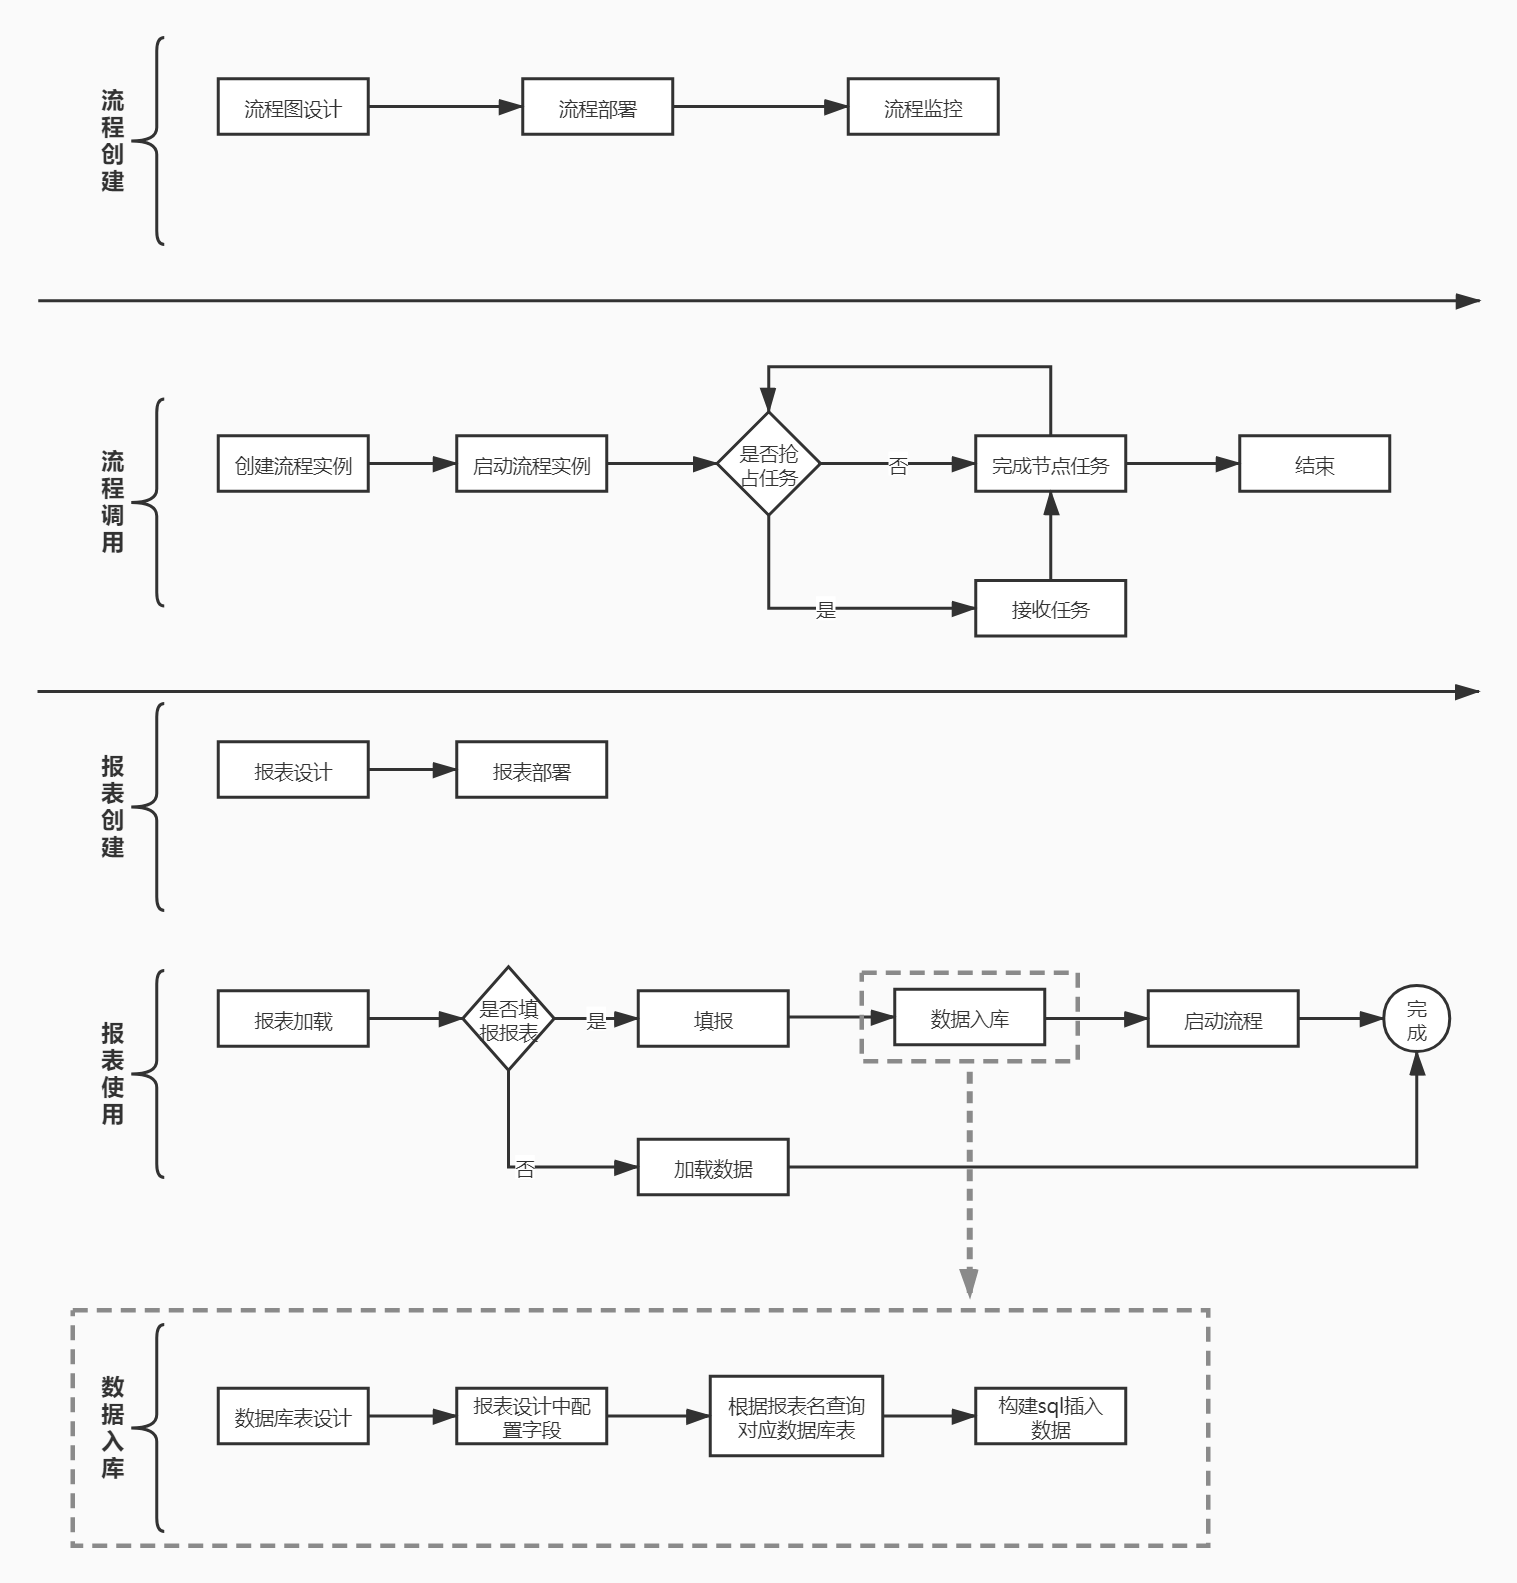 流程创建
流程图设计
流程部署
流程监控
流程调用
创建流程实例
启动流程实例
是否抢
占任务
否
完成节点任务
结束
是
接收任务
报表创建
报表设计
报表部署
报表使用
报表加载
是否填
报报表
是
填报
数据入库
启动流程
完
成
否
加载数据
数据入库
数据库表设计
报表设计中配
置字段
根据报表名查询
对应数据库表
构建sql插入
数据